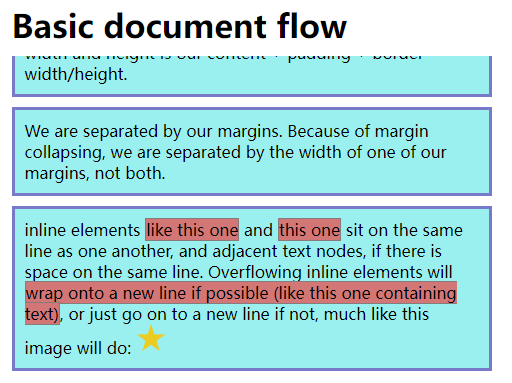 Basic document flow
width and height is our content + padding + border
width/height.
We are separated by our margins. Because of margin
collapsing, we are separated by the width of one of our
margins, not both.
inline elements like this one and this one sit on the same
line as one another, and adjacent text nodes, if there is
space on the same line. Overflowing inline elements will
wrap onto a new line if possible (like this one containing
text), or just go on to a new line if not, much like this
image will do: